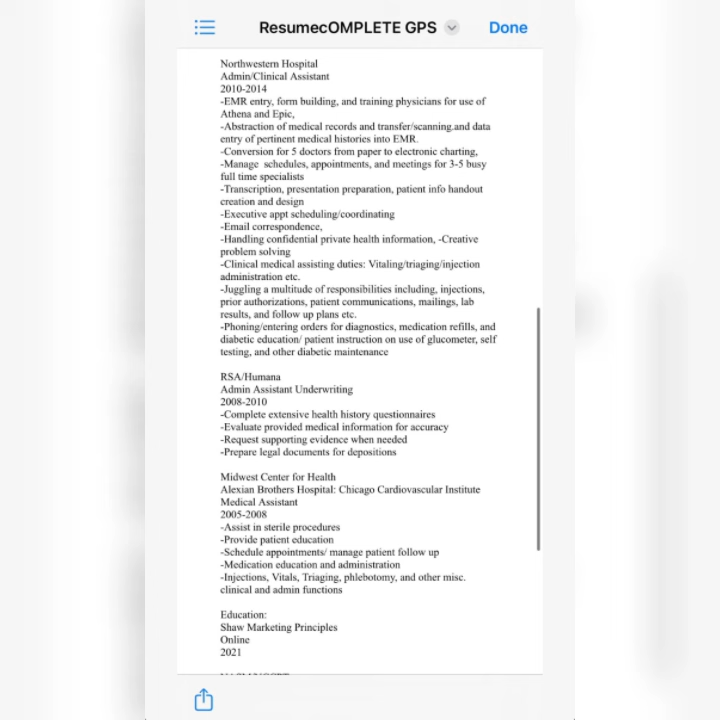 ResumecOMPLETE GPS
Done
Northwestern Hospital
Admin/Clinical Assistant
2010-2014
-EMR entry, form building, and training physicians for use of
Athena and Epic,
-Abstraction of medical records and transfer/scanning.and data
entry of pertinent medical histories into EMR.
-Conversion for 5 doctors from paper to electronic charting,
-Manage  schedules, appointments, and meetings for 3-5 busy
full time specialists
-Transcription, presentation preparation, patient info handout
creation and design
-Executive appt scheduling/coordinating
-Email correspondence,
-Handling confidential private health information, -Creative
problem solving
-Clinical medical assisting duties: Vitaling/triaging/injection
administration etc.
-Juggling a multitude of responsibilities including, injections,
prior authorizations, patient communications, mailings, lab
results, and follow up plans etc.
-Phoning/entering orders for diagnostics, medication refills, and
diabetic education/ patient instruction on use of glucometer, self
testing, and other diabetic maintenance
RSA/Humana
Admin Assistant Underwriting
2008-2010
-Complete extensive health history questionnaires
-Evaluate provided medical information for accuracy
-Request supporting evidence when needed
-Prepare legal documents for depositions
Midwest Center for Health
Alexian Brothers Hospital: Chicago Cardiovascular Institute
Medical Assistant
2005-2008
-Assist in sterile procedures
-Provide patient education
-Schedule appointments/ manage patient follow up
-Medication education and administration
-Injections, Vitals, Triaging, phlebotomy, and other misc.
clinical and admin functions
Education:
Shaw Marketing Principles
Online
2021